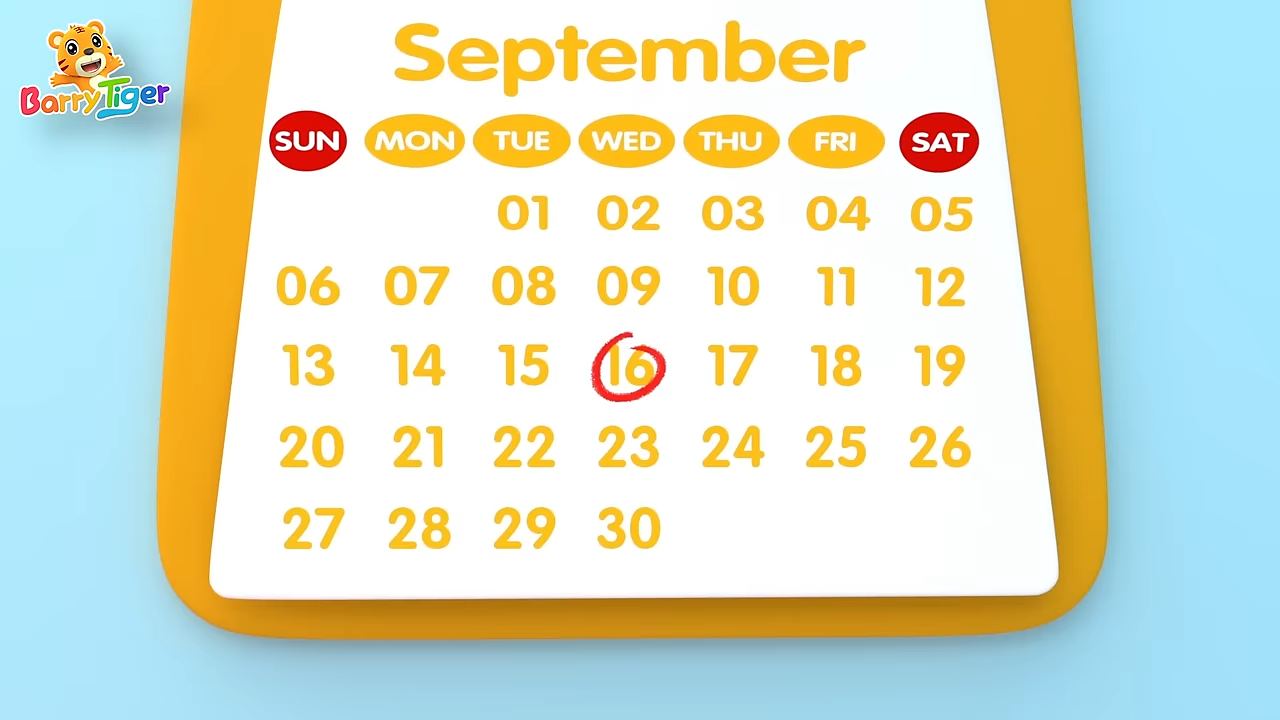 Barry Tiger
September
SUN MON TUE WED THU FRI SAT
01 02 03 04 05
06 07 08 09 10 11 12
13 14 15 16 17 18 19
20 21 22 23 24 25 26
27 28 29 30